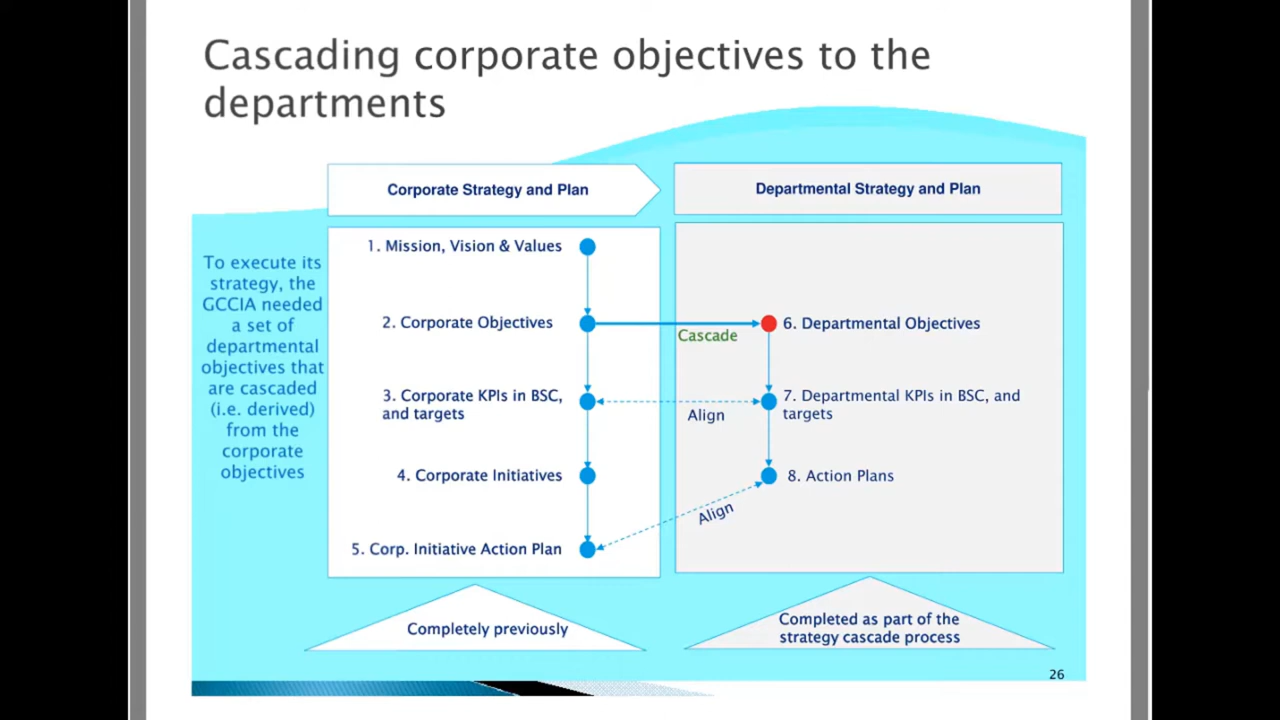 Cascading corporate objectives to the
departments
Corporate Strategy and Plan
Departmental Strategy and Plan
To execute its
strategy, the
GCCIA needed
a set of
departmental
objectives that
are cascaded
(i.e. derived)
from the
corporate
objectives
1. Mission, Vision & Values
2. Corporate Objectives
3. Corporate KPIs in BSC,
and targets
4. Corporate Initiatives
5. Corp. Initiative Action Plan
Cascade
Align
Align
6. Departmental Objectives
7. Departmental KPIs in BSC, and
targets
8. Action Plans
Completely previously
Completed as part of the
strategy cascade process
26